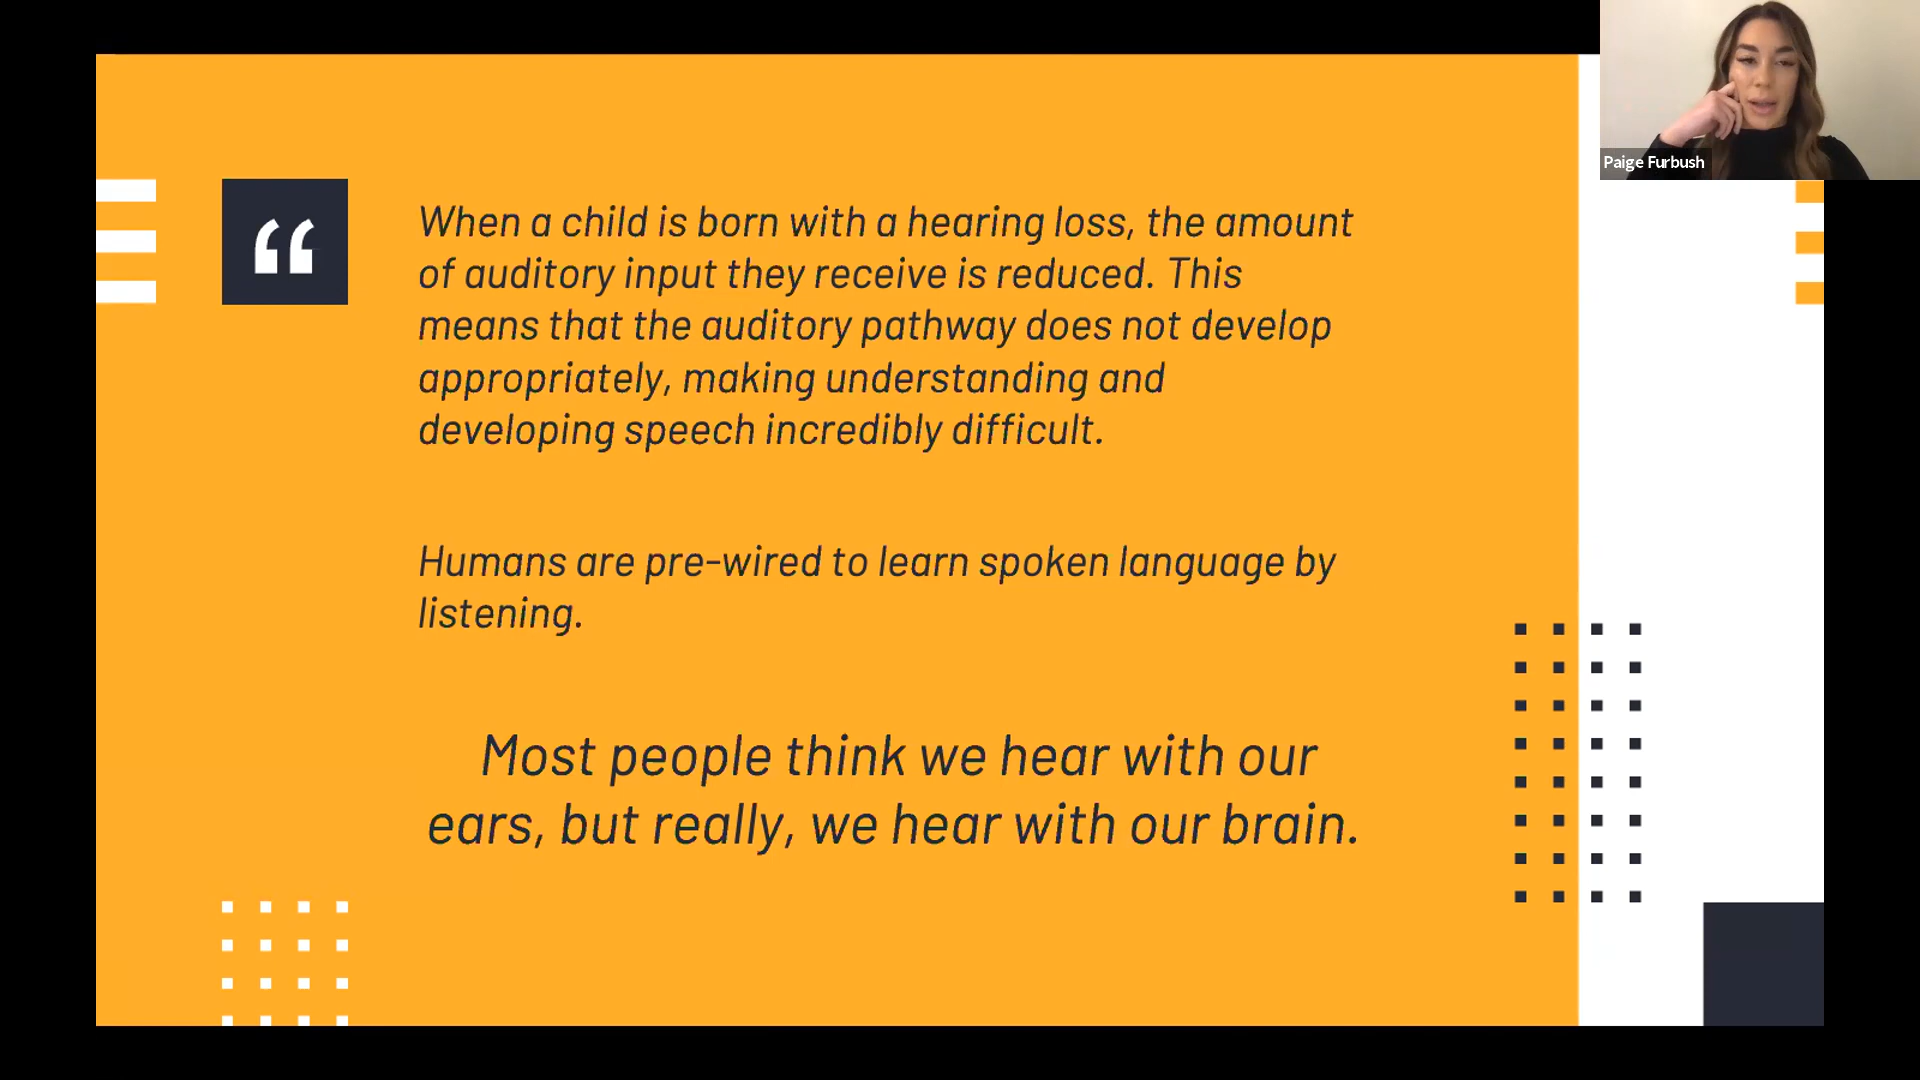 Paige Furbush
“
When a child is born with a hearing loss, the amount
of auditory input they receive is reduced. This
means that the auditory pathway does not develop
appropriately, making understanding and
developing speech incredibly difficult.
Humans are pre-wired to learn spoken language by
listening.
Most people think we hear with our
ears, but really, we hear with our brain.